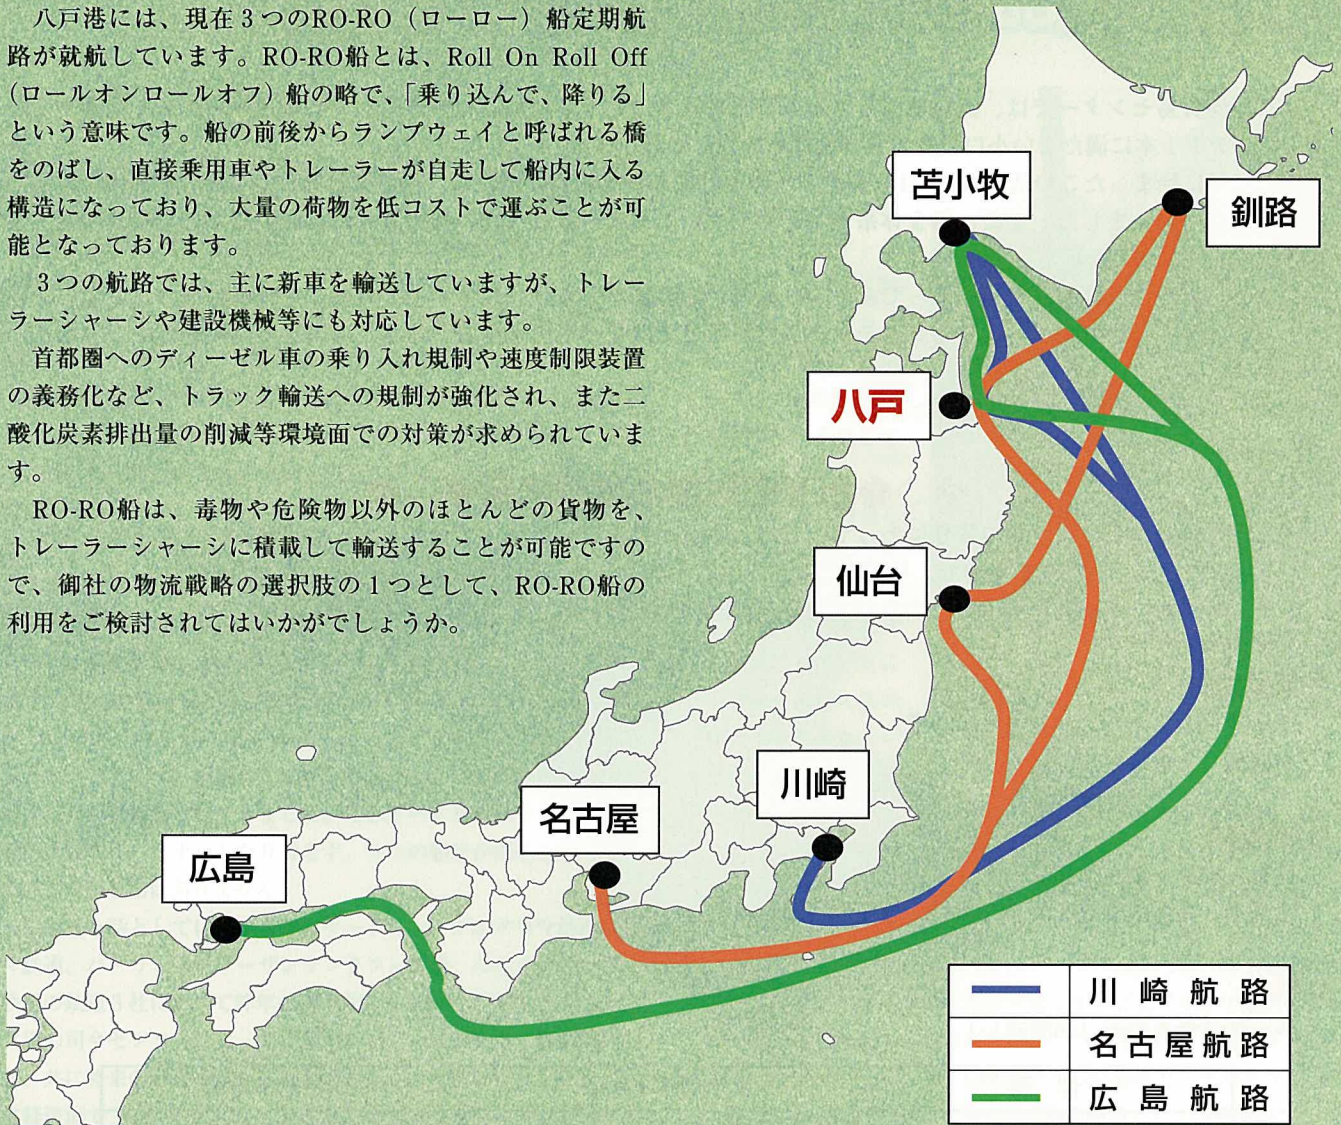 八戸港には、現在3つのRO-RO（ローロー）船定期航
路が就航しています。RO-RO船とは、Roll On Roll Off
（ロールオンロールオフ）船の略で、「乗り込んで、降りる」
という意味です。船の前後からランプウェイと呼ばれる橋
をのばし、直接乗用車やトレーラーが自走して船内に入る
構造になっており、大量の荷物を低コストで運ぶことが可
能となっております。
3つの航路では、主に新車を輸送していますが、トレー
ラーシャーシや建設機械等にも対応しています。
首都圏へのディーゼル車の乗り入れ規制や速度制限装置
の義務化など、トラック輸送への規制が強化され、また二
酸化炭素排出量の削減等環境面での対策が求められていま
す。
RO-RO船は、毒物や危険物以外のほとんどの貨物を、
トレーラーシャーシに積載して輸送することが可能ですの
で、御社の物流戦略の選択肢の1つとして、RO-RO船の
利用をご検討されてはいかがでしょうか。
苫小牧
釧路
八戸
仙台
川崎
名古屋
広島
川崎航路
名古屋航路
広島航路